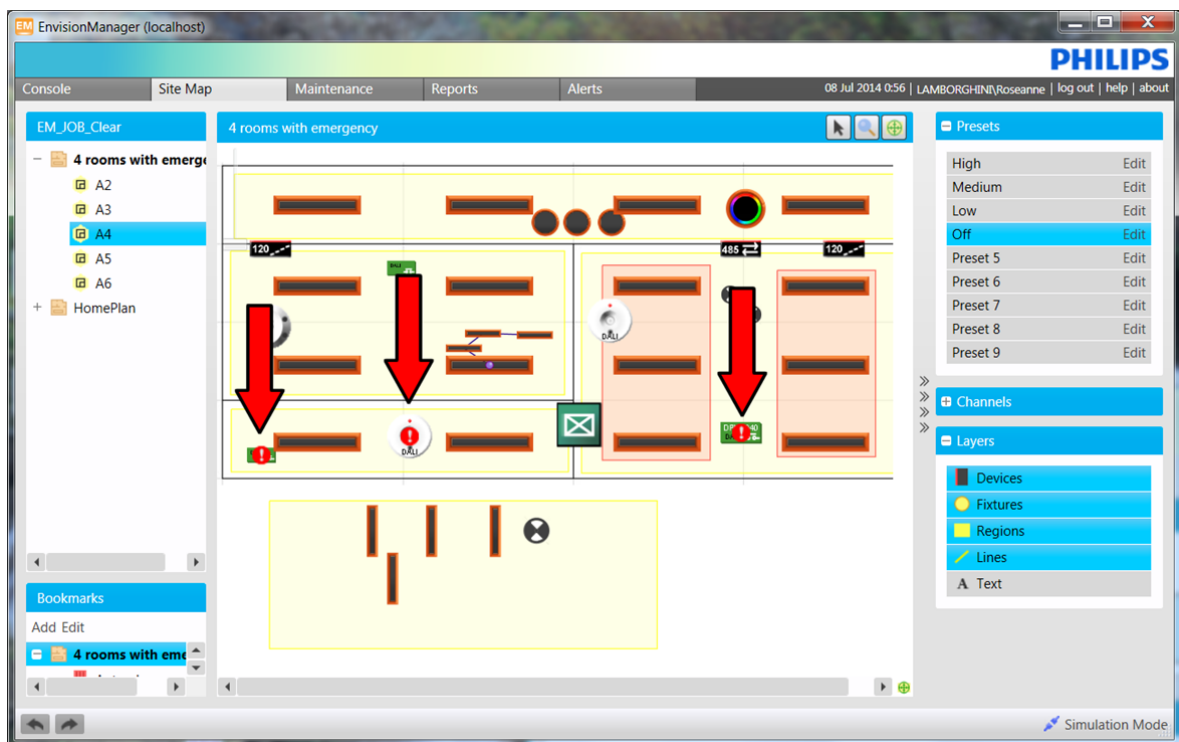 EM EnvisionManager (localhost)
PHILIPS
Console Site Map Maintenance Reports Alerts 08 Jul 2014 0:56 | LAMBORGHINI\Roseanne | log out | help | about
EM_JOB_Clear
4 rooms with emerge
A2
A3
A4
A5
A6
HomePlan
Bookmarks
Add Edit
4 rooms with eme
4 rooms with emergency
120
485
120
DALI
DALI
Presets
High Edit
Medium Edit
Low Edit
Off Edit
Preset 5 Edit
Preset 6 Edit
Preset 7 Edit
Preset 8 Edit
Preset 9 Edit
Channels
Layers
Devices
Fixtures
Regions
Lines
A Text
Simulation Mode